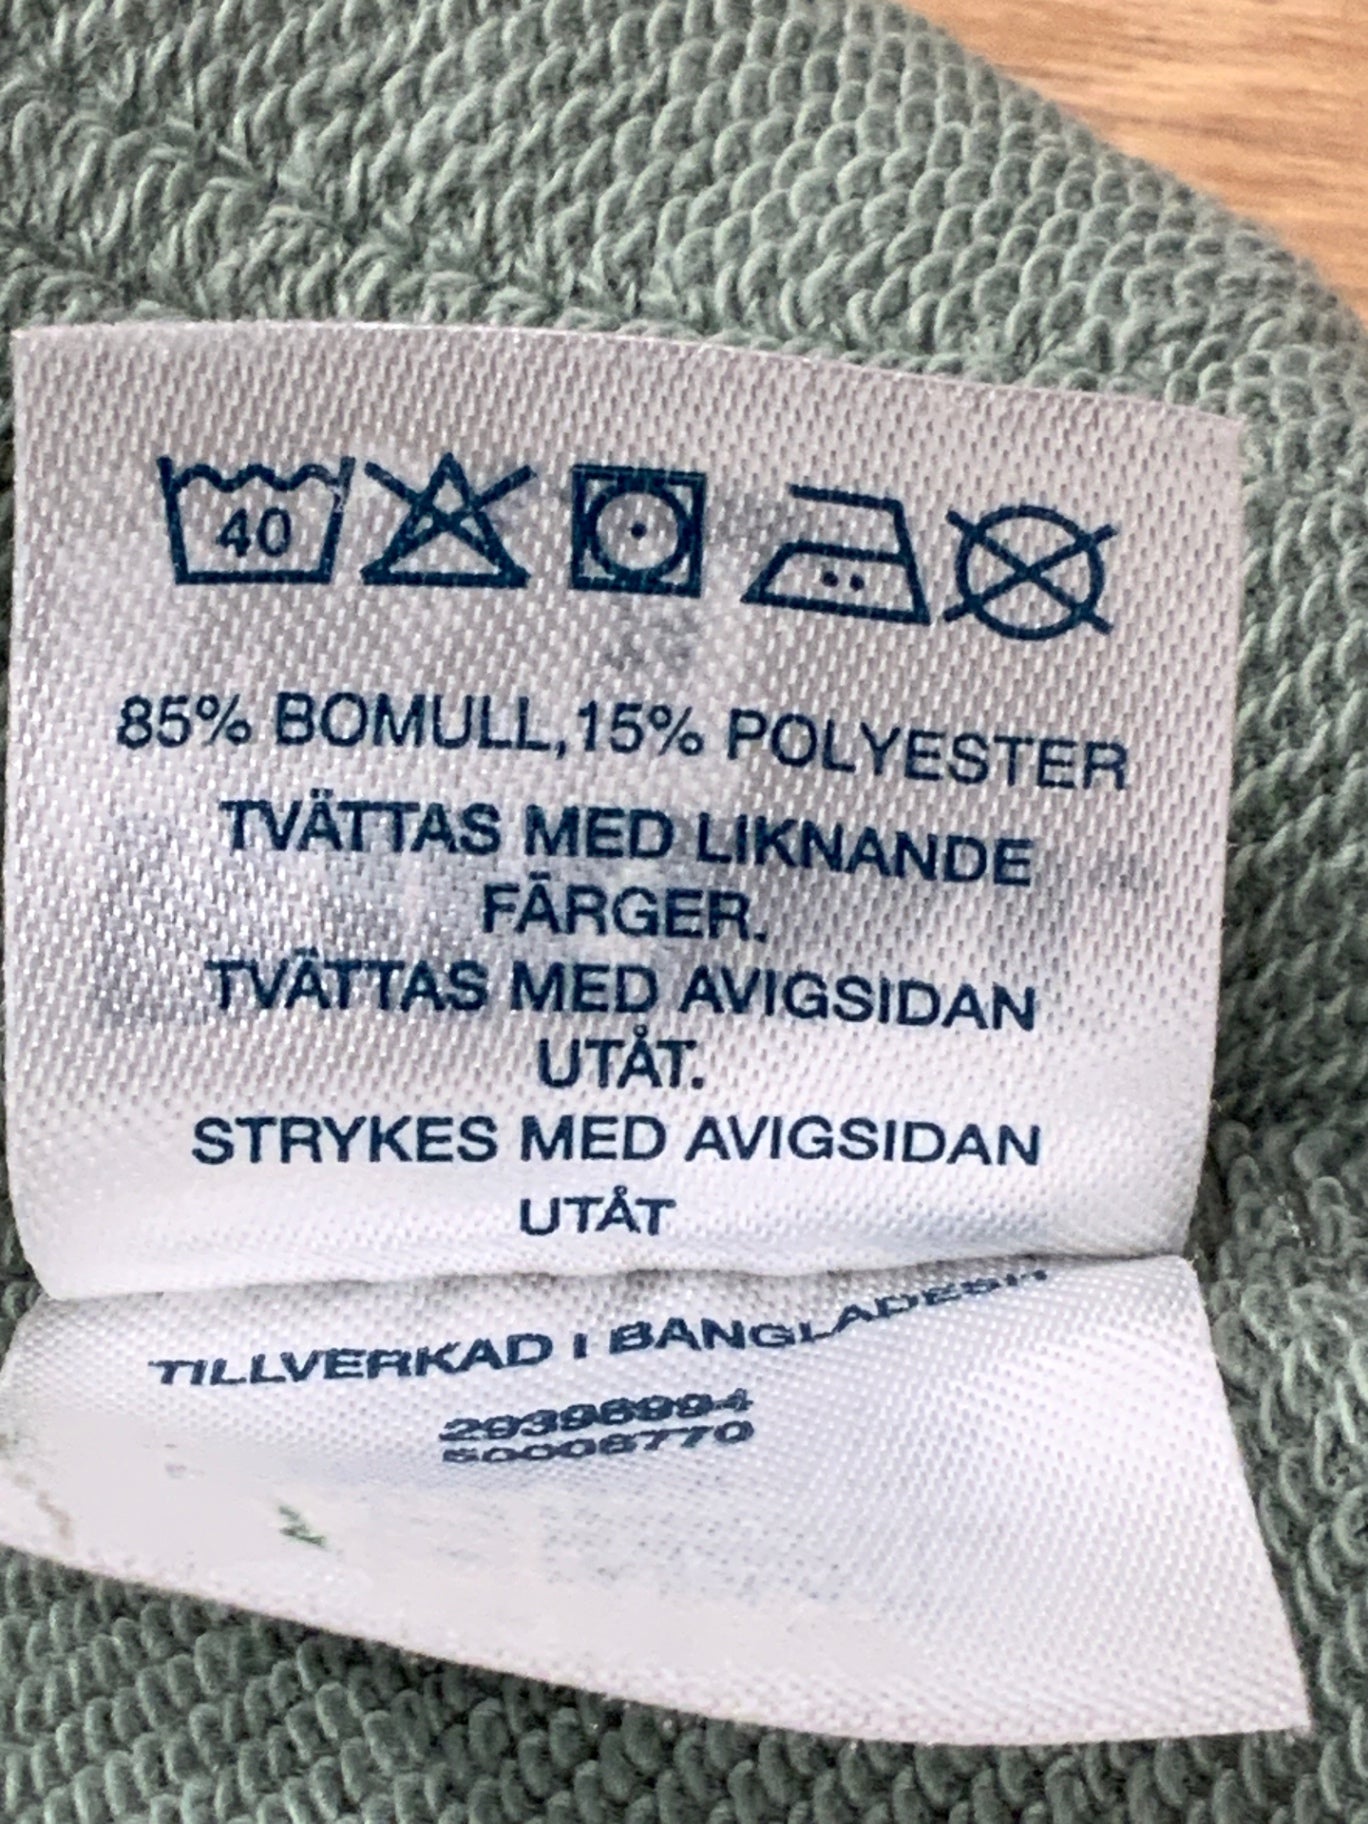 40
85% BOMULL, 15% POLYESTER
TVÄTTAS MED LIKNANDE
FÄRGER.
TVÄTTAS MED AVIGSIDAN
UTÅT.
STRYKES MED AVIGSIDAN
UTÅT
TILLVERKAD I BANGLADESH